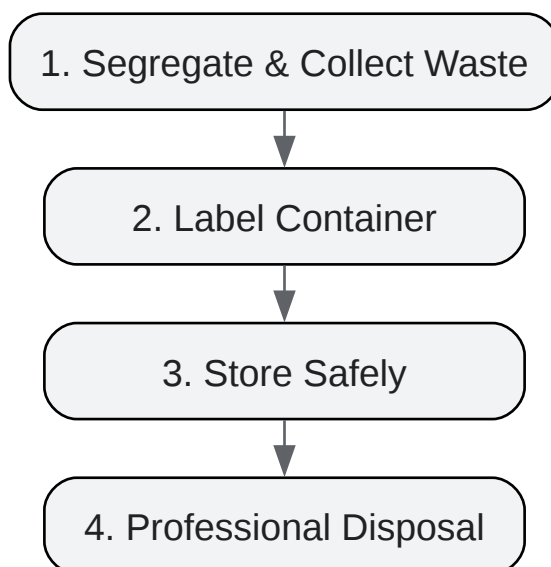 1. Segregate & Collect Waste
2. Label Container
3. Store Safely
4. Professional Disposal